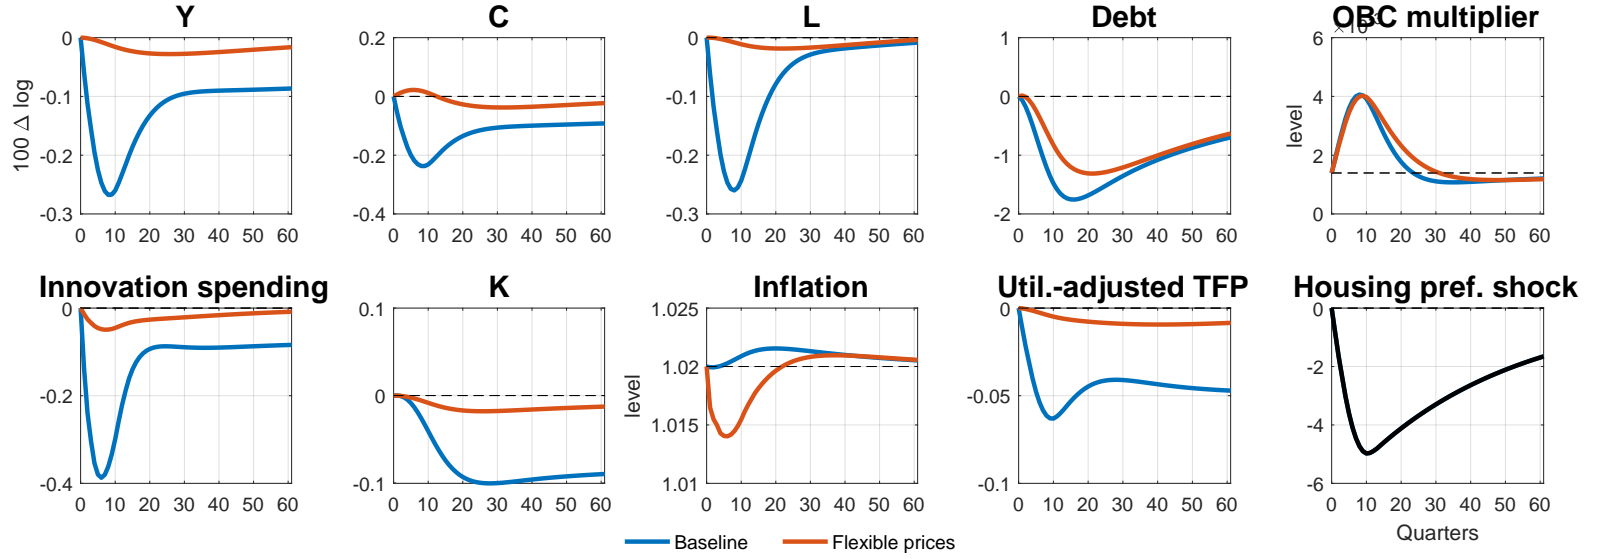 Y
C
L
Debt
OBC multiplier
100 Δ log
0
-0.1
-0.2
-0.3
0 10 20 30 40 50 60
0.2
0
-0.2
-0.4
0 10 20 30 40 50 60
0
-0.1
-0.2
-0.3
0 10 20 30 40 50 60
1
0
-1
-2
0 10 20 30 40 50 60
level
6
4
2
0
0 10 20 30 40 50 60
Innovation spending
K
Inflation
Util.-adjusted TFP
Housing pref. shock
0
-0.2
-0.4
0 10 20 30 40 50 60
0.1
0
-0.1
0 10 20 30 40 50 60
level
1.025
1.02
1.015
1.01
0 10 20 30 40 50 60
0
-0.05
-0.1
0 10 20 30 40 50 60
0
-2
-4
-6
0 10 20 30 40 50 60
Quarters
Baseline
Flexible prices